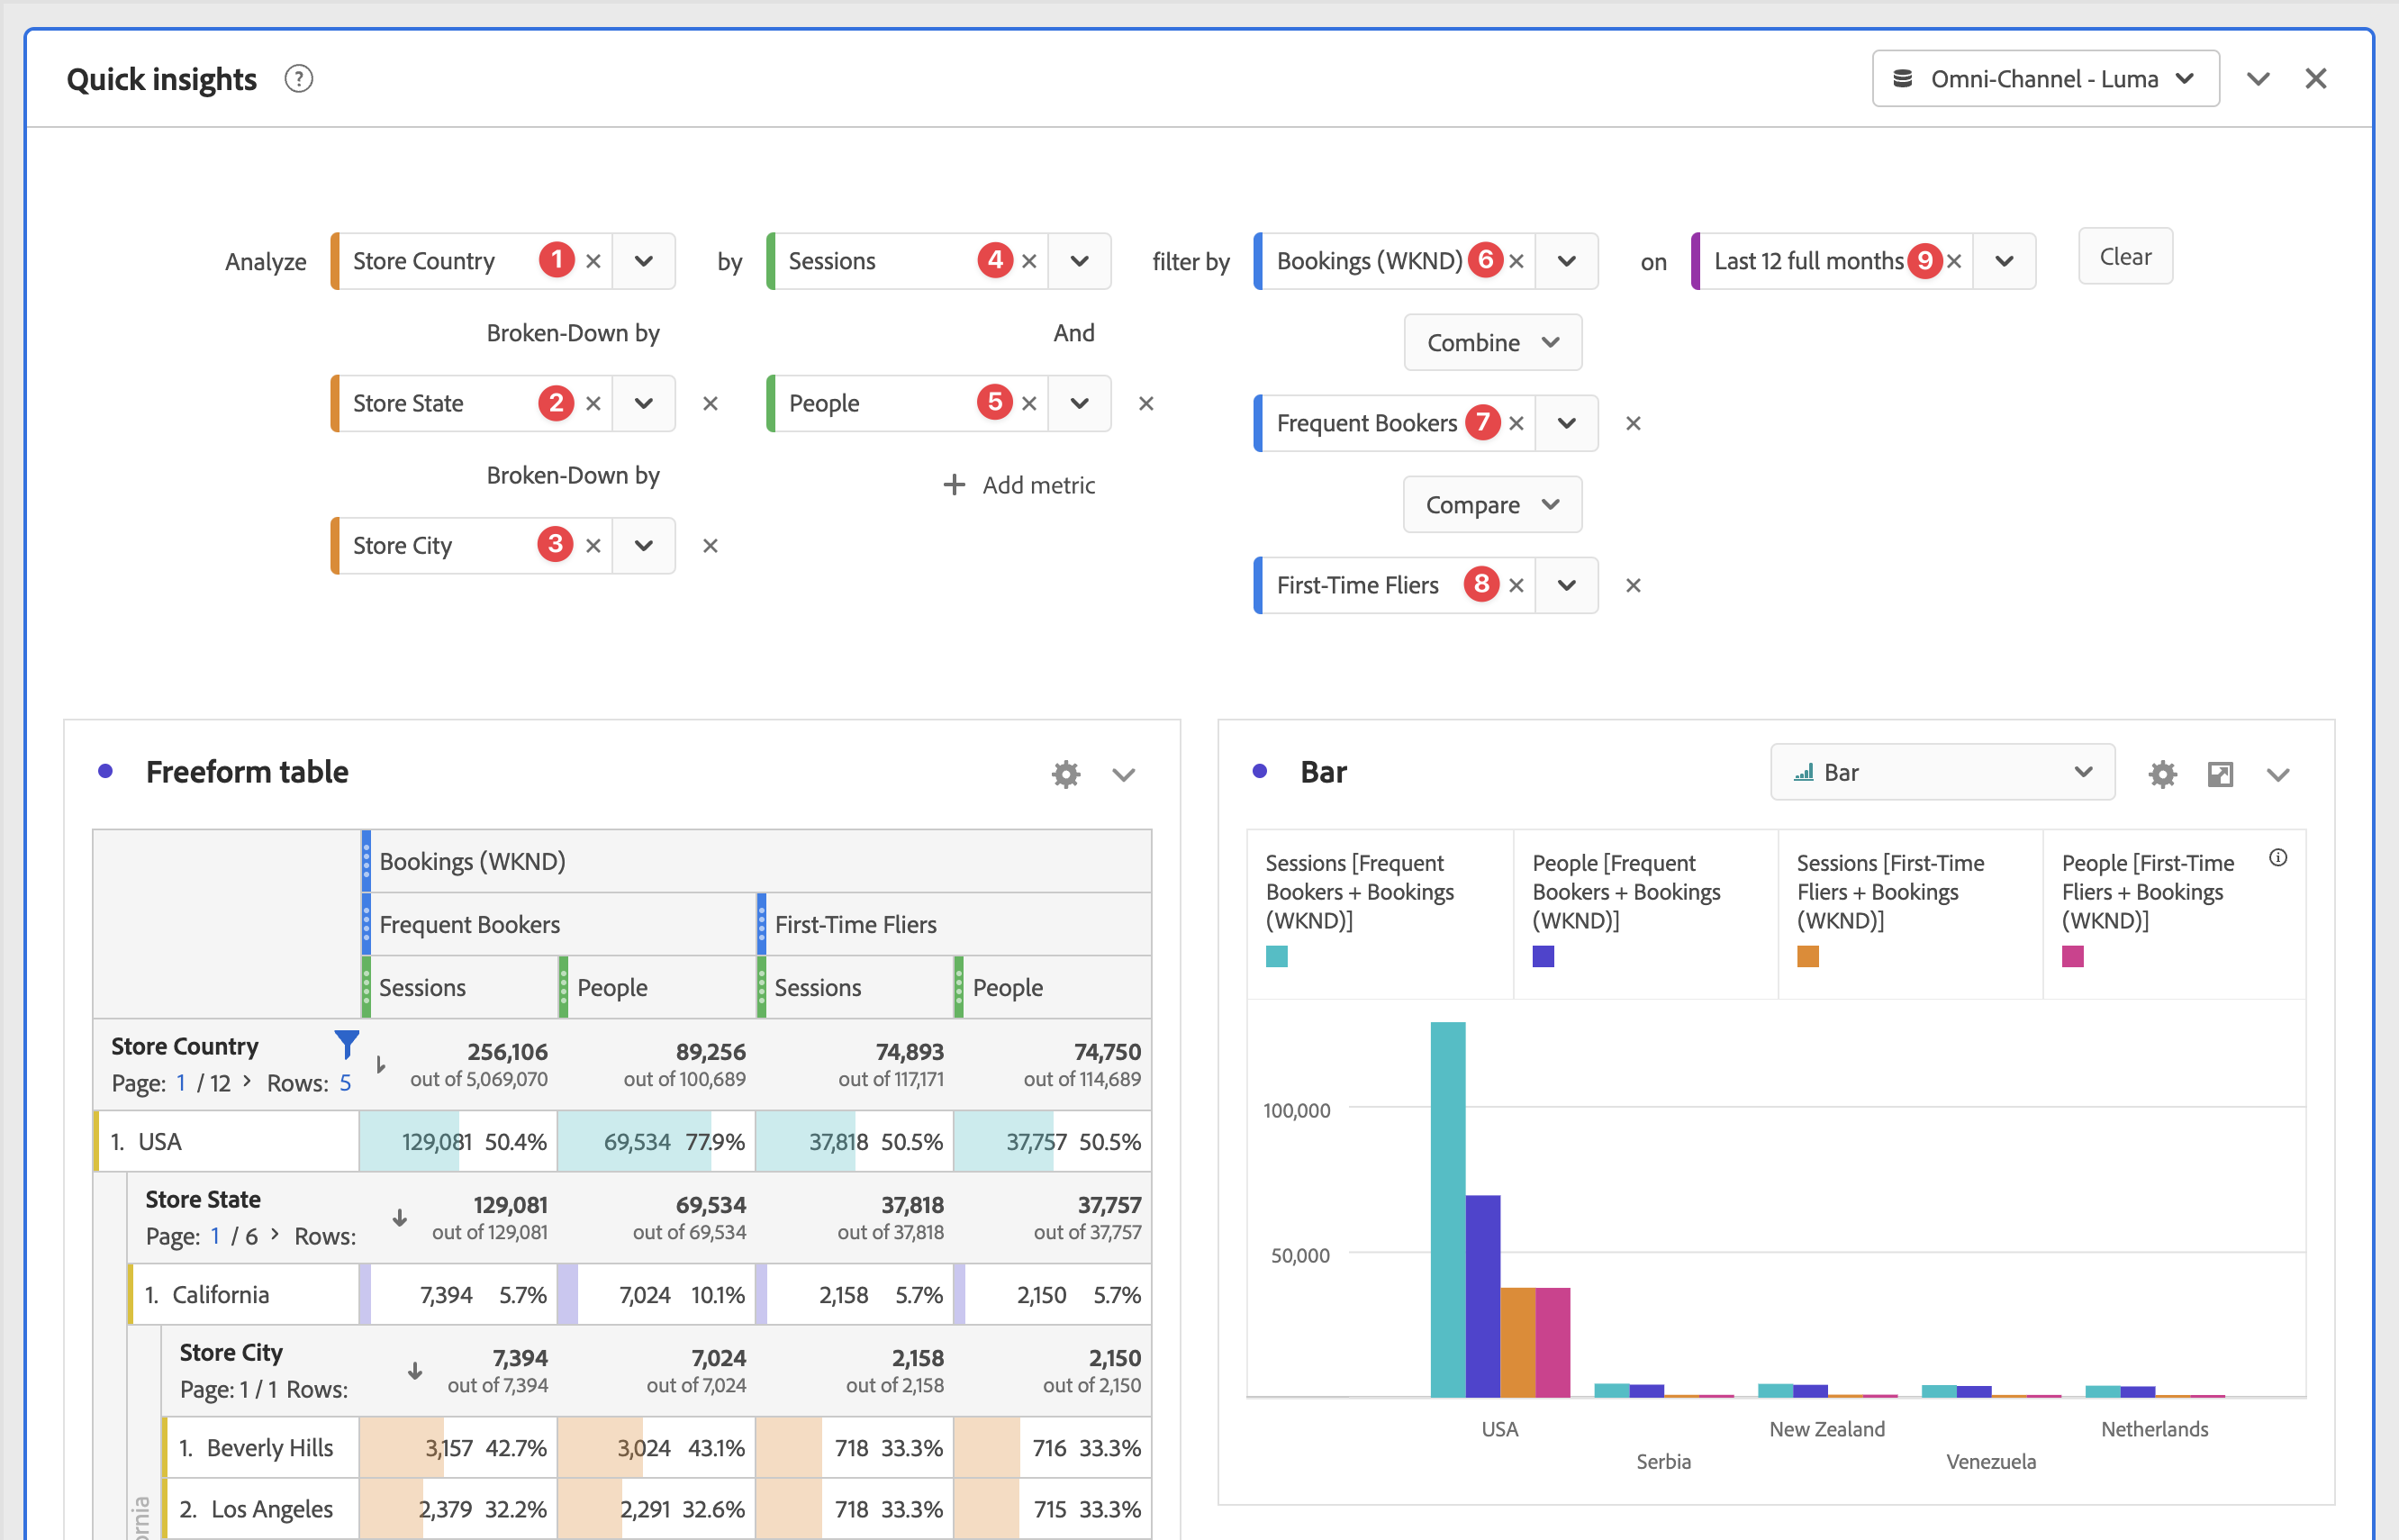 Quick insights
?
Omni-Channel - Luma
Analyze
Store Country
1
by
Sessions
4
filter by
Bookings (WKND)
6
on
Last 12 full months
9
Clear
Broken-Down by
And
Combine
Store State
2
People
5
Frequent Bookers
7
Broken-Down by
Add metric
Compare
Store City
3
First-Time Fliers
8
Freeform table
Bookings (WKND)
Frequent Bookers
First-Time Fliers
Sessions
People
Sessions
People
Store Country
Page: 1 / 12 > Rows: 5
256,106
out of 5,069,070
89,256
out of 100,689
74,893
out of 117,171
74,750
out of 114,689
1. USA
129,081 50.4%
69,534 77.9%
37,818 50.5%
37,757 50.5%
Store State
Page: 1 / 6 > Rows:
129,081
out of 129,081
69,534
out of 69,534
37,818
out of 37,818
37,757
out of 37,757
1. California
7,394 5.7%
7,024 10.1%
2,158 5.7%
2,150 5.7%
Store City
Page: 1 / 1 Rows:
7,394
out of 7,394
7,024
out of 7,024
2,158
out of 2,158
2,150
out of 2,150
1. Beverly Hills
3,157 42.7%
3,024 43.1%
718 33.3%
716 33.3%
2. Los Angeles
2,379 32.2%
2,291 32.6%
718 33.3%
715 33.3%
Bar
Bar
Sessions [Frequent
Bookers + Bookings
(WKND)]
People [Frequent
Bookers + Bookings
(WKND)]
Sessions [First-Time
Fliers + Bookings
(WKND)]
People [First-Time
Fliers + Bookings
(WKND)]
100,000
50,000
USA
Serbia
New Zealand
Venezuela
Netherlands